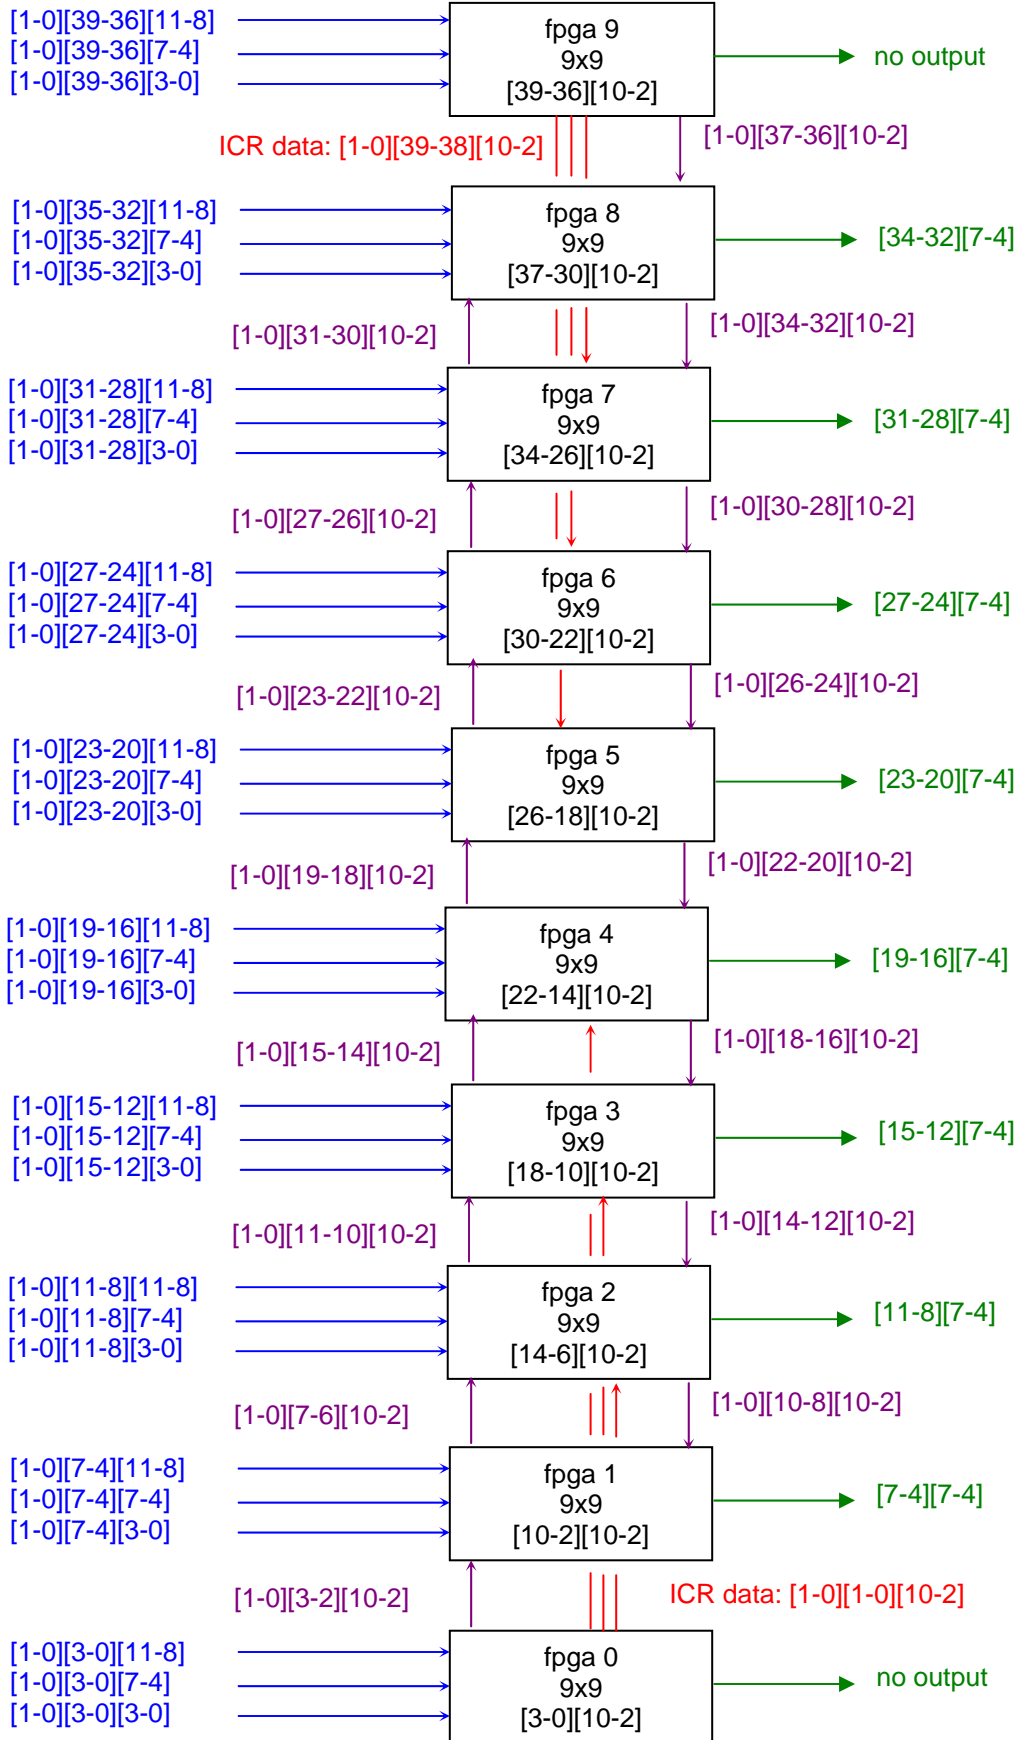 [1-0][39-36][11-8]
[1-0][39-36][7-4]
[1-0][39-36][3-0]
fpga 9
9x9
[39-36][10-2]
no output
ICR data: [1-0][39-38][10-2]
[1-0][37-36][10-2]
[1-0][35-32][11-8]
[1-0][35-32][7-4]
[1-0][35-32][3-0]
fpga 8
9x9
[37-30][10-2]
[34-32][7-4]
[1-0][31-30][10-2]
[1-0][34-32][10-2]
[1-0][31-28][11-8]
[1-0][31-28][7-4]
[1-0][31-28][3-0]
fpga 7
9x9
[34-26][10-2]
[31-28][7-4]
[1-0][27-26][10-2]
[1-0][30-28][10-2]
[1-0][27-24][11-8]
[1-0][27-24][7-4]
[1-0][27-24][3-0]
fpga 6
9x9
[30-22][10-2]
[27-24][7-4]
[1-0][23-22][10-2]
[1-0][26-24][10-2]
[1-0][23-20][11-8]
[1-0][23-20][7-4]
[1-0][23-20][3-0]
fpga 5
9x9
[26-18][10-2]
[23-20][7-4]
[1-0][19-18][10-2]
[1-0][22-20][10-2]
[1-0][19-16][11-8]
[1-0][19-16][7-4]
[1-0][19-16][3-0]
fpga 4
9x9
[22-14][10-2]
[19-16][7-4]
[1-0][15-14][10-2]
[1-0][18-16][10-2]
[1-0][15-12][11-8]
[1-0][15-12][7-4]
[1-0][15-12][3-0]
fpga 3
9x9
[18-10][10-2]
[15-12][7-4]
[1-0][11-10][10-2]
[1-0][14-12][10-2]
[1-0][11-8][11-8]
[1-0][11-8][7-4]
[1-0][11-8][3-0]
fpga 2
9x9
[14-6][10-2]
[11-8][7-4]
[1-0][7-6][10-2]
[1-0][10-8][10-2]
[1-0][7-4][11-8]
[1-0][7-4][7-4]
[1-0][7-4][3-0]
fpga 1
9x9
[10-2][10-2]
[7-4][7-4]
[1-0][3-2][10-2]
ICR data: [1-0][1-0][10-2]
[1-0][3-0][11-8]
[1-0][3-0][7-4]
[1-0][3-0][3-0]
fpga 0
9x9
[3-0][10-2]
no output